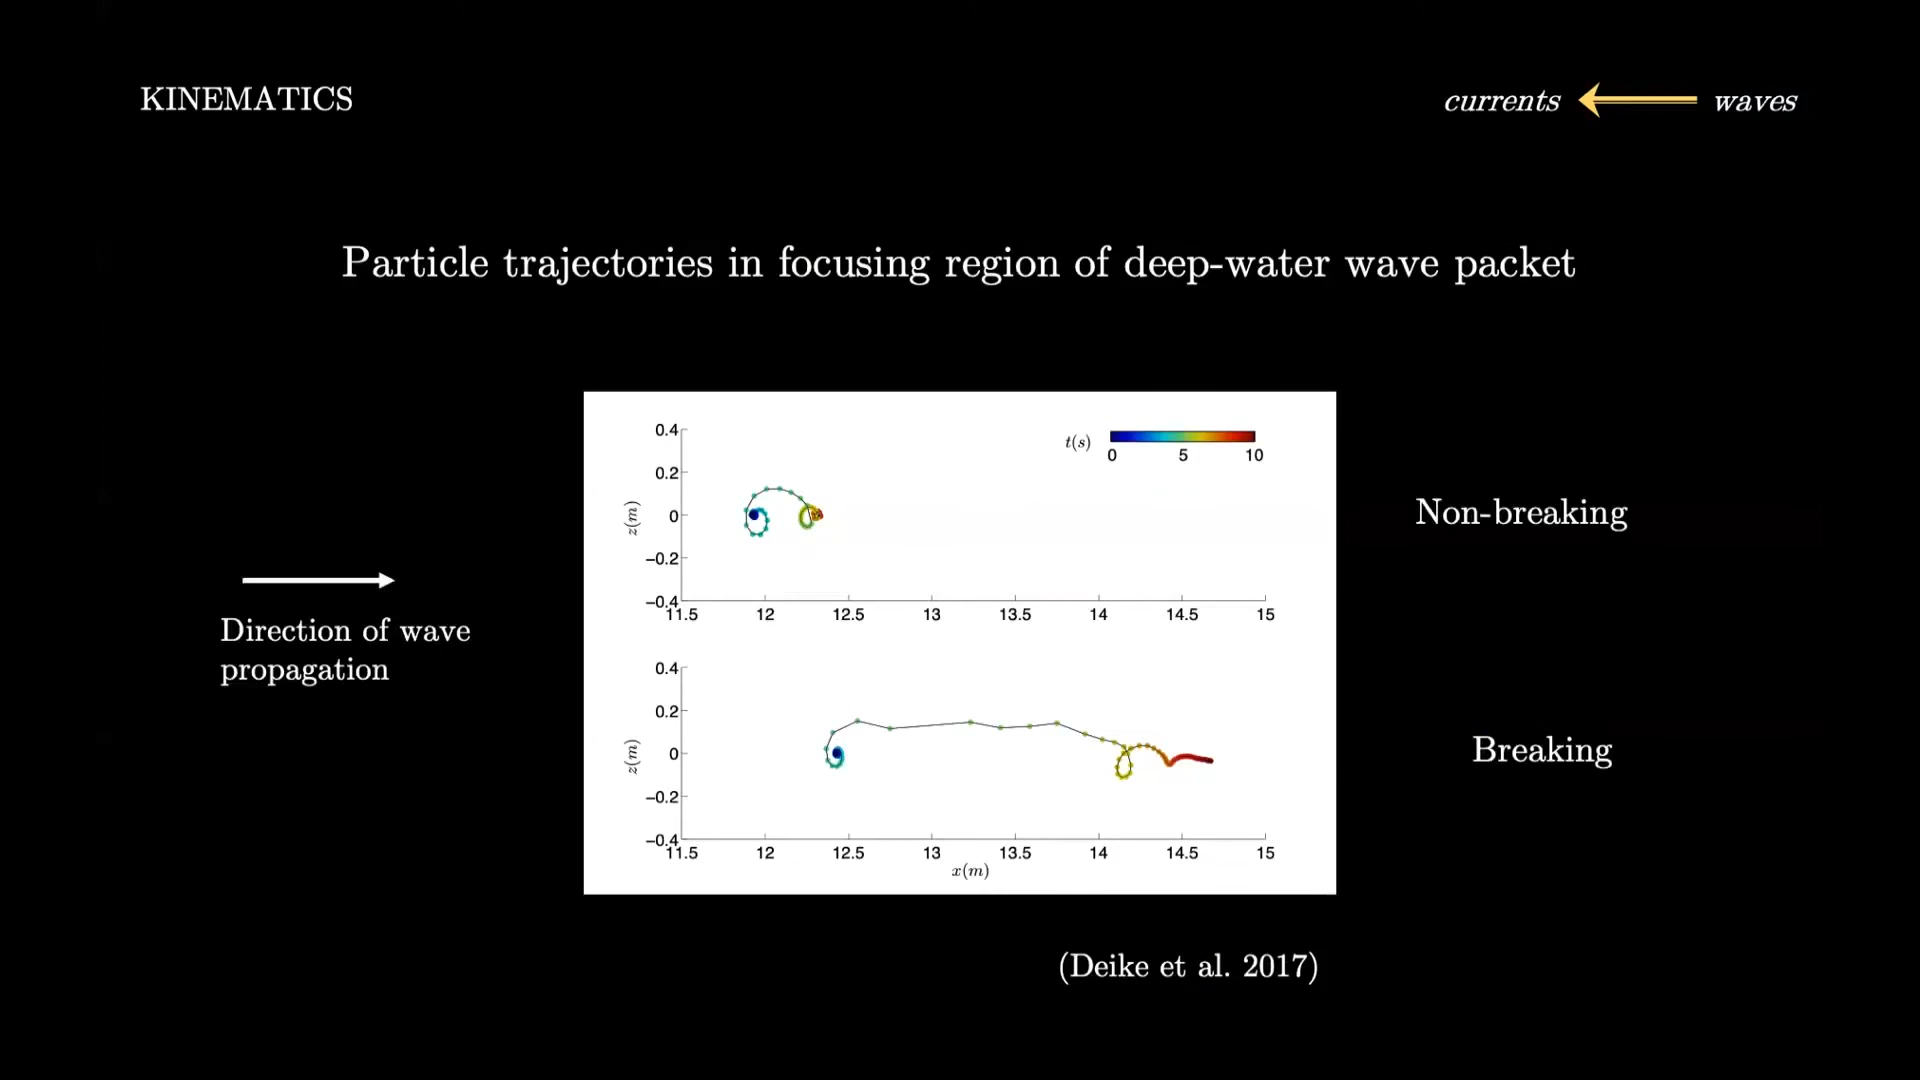 KINEMATICS
currents waves
Particle trajectories in focusing region of deep-water wave packet
0.4
0.2
0
−0.2
−0.4
z(m)
t(s)
0 5 10
11.5 12 12.5 13 13.5 14 14.5 15
Non-breaking
Direction of wave
propagation
0.4
0.2
0
−0.2
−0.4
z(m)
11.5 12 12.5 13 13.5 14 14.5 15
x(m)
Breaking
(Deike et al. 2017)